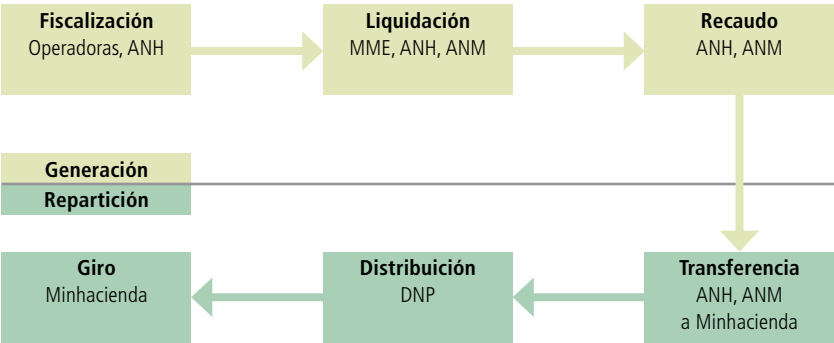 Fiscalización
Operadoras, ANH
Liquidación
MME, ANH, ANM
Recaudo
ANH, ANM
Generación
Repartición
Giro
Minhacienda
Distribuición
DNP
Transferencia
ANH, ANM
a Minhacienda